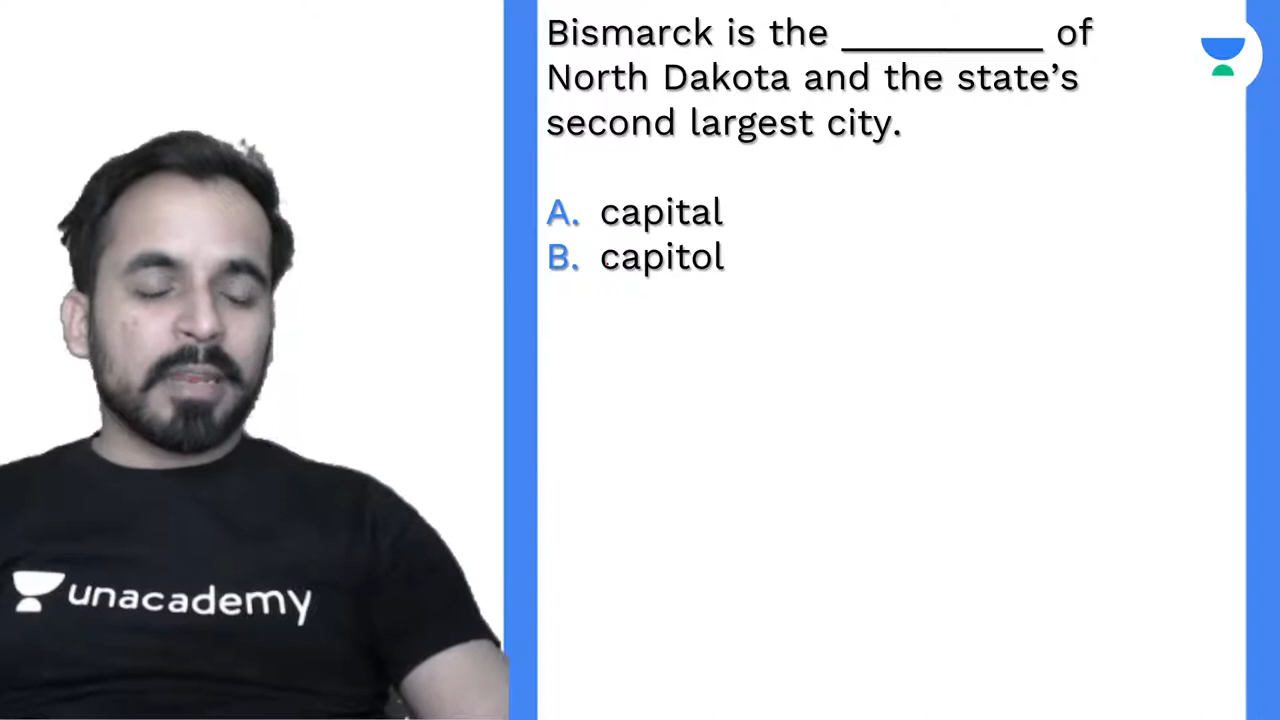 Bismarck is the __________ of
North Dakota and the state’s
second largest city.
A. capital
B. capitol
unacademy